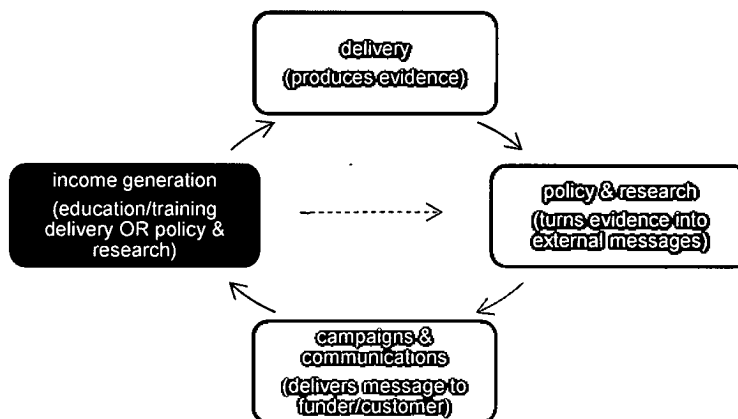 delivery
(produces evidence)
income generation
(education/training
delivery OR policy &
research)
policy & research
(turns evidence into
external messages)
campaigns &
communications
(delivers message to
funder/customer)